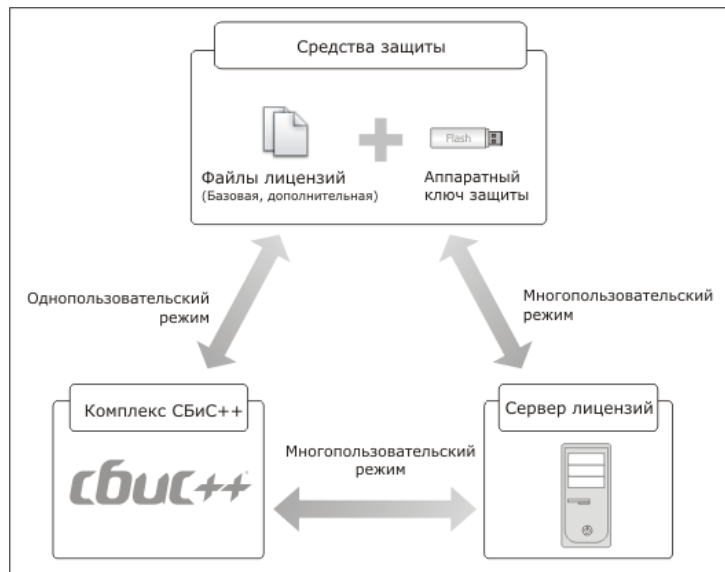 Средства защиты
Flash
Файлы лицензий
(Базовая, дополнительная)
Аппаратный
ключ защиты
Однопользовательский
режим
Многопользовательский
режим
Комплекс СБиС++
сбис++
Многопользовательский
режим
Сервер лицензий